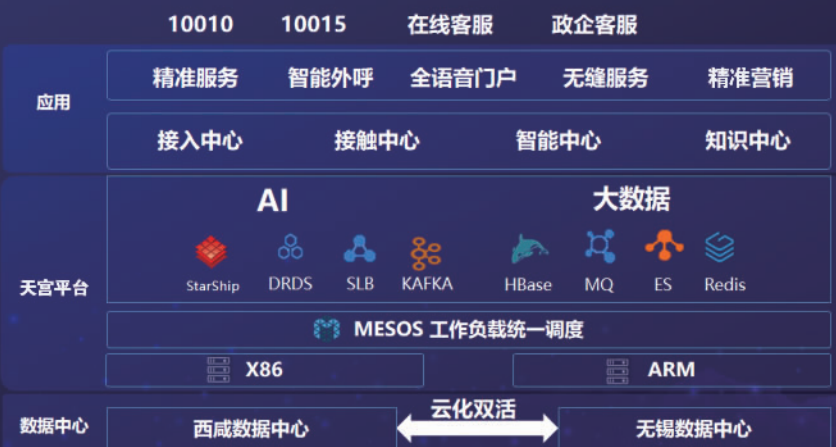 10010 10015 在线客服 政企客服
应用
精准服务 智能外呼 全语音门户 无缝服务 精准营销
接入中心 接触中心 智能中心 知识中心
天宫平台
AI 大数据
StarShip DRDS SLB KAFKA HBase MQ ES Redis
MESOS 工作负载统一调度
X86 ARM
数据中心
西咸数据中心 云化双活 无锡数据中心